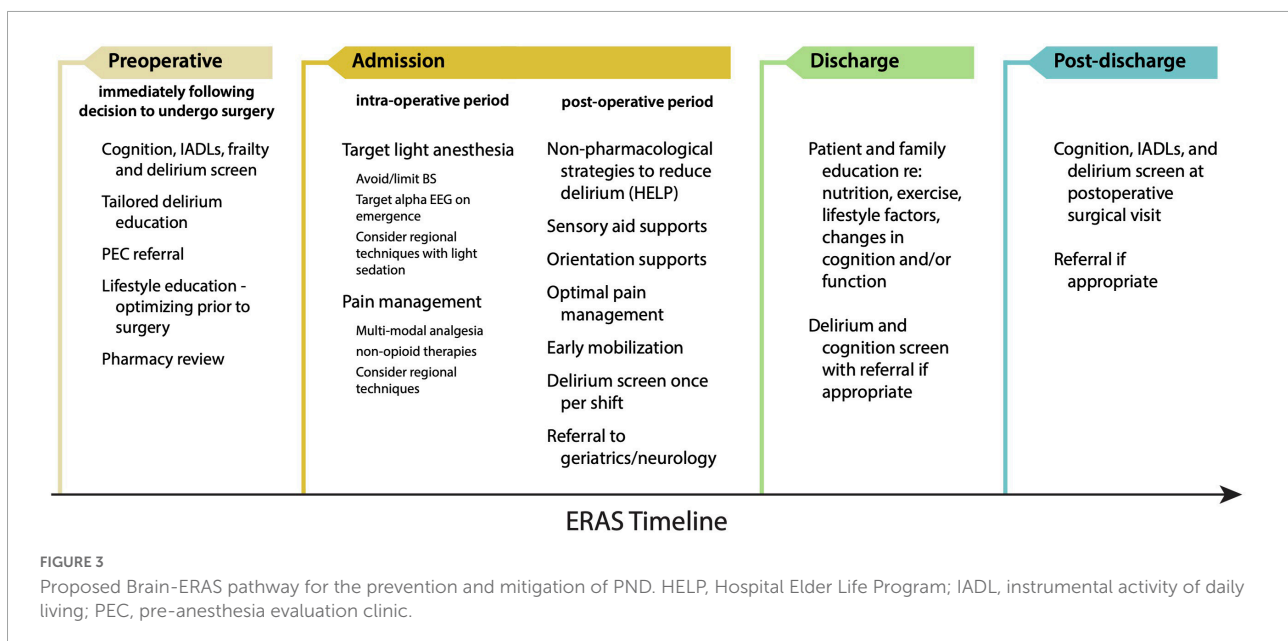 Preoperative
immediately following
decision to undergo surgery
Cognition, IADLs, frailty
and delirium screen
Tailored delirium
education
PEC referral
Lifestyle education -
optimizing prior to
surgery
Pharmacy review
Admission
intra-operative period
Target light anesthesia
Avoid/limit BS
Target alpha EEG on
emergence
Consider regional
techniques with light
sedation
Pain management
Multi-modal analgesia
non-opioid therapies
Consider regional
techniques
post-operative period
Non-pharmacological
strategies to reduce
delirium (HELP)
Sensory aid supports
Orientation supports
Optimal pain
management
Early mobilization
Delirium screen once
per shift
Referral to
geriatrics/neurology
Discharge
Patient and family
education re:
nutrition, exercise,
lifestyle factors,
changes in
cognition and/or
function
Delirium and
cognition screen
with referral if
appropriate
Post-discharge
Cognition, IADLs, and
delirium screen at
postoperative
surgical visit
Referral if
appropriate
ERAS Timeline
FIGURE 3
Proposed Brain-ERAS pathway for the prevention and mitigation of PND. HELP, Hospital Elder Life Program; IADL, instrumental activity of daily
living; PEC, pre-anesthesia evaluation clinic.